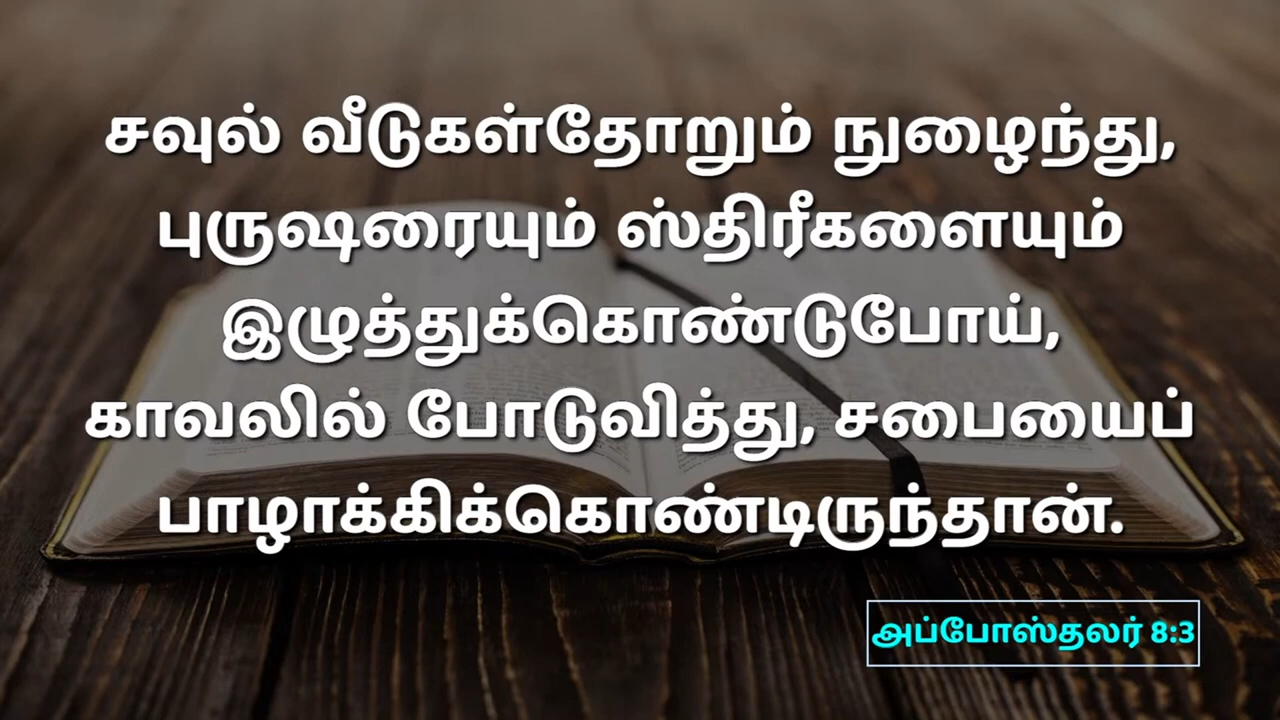 சவுல் வீடுகள்தோறும் நுழைந்து,
புருஷரையும் ஸ்திரீகளையும்
இழுத்துக்கொண்டுபோய்,
காவலில் போடுவித்து, சபையைப்
பாழாக்கிக்கொண்டிருந்தான்.
அப்போஸ்தலர் 8:3